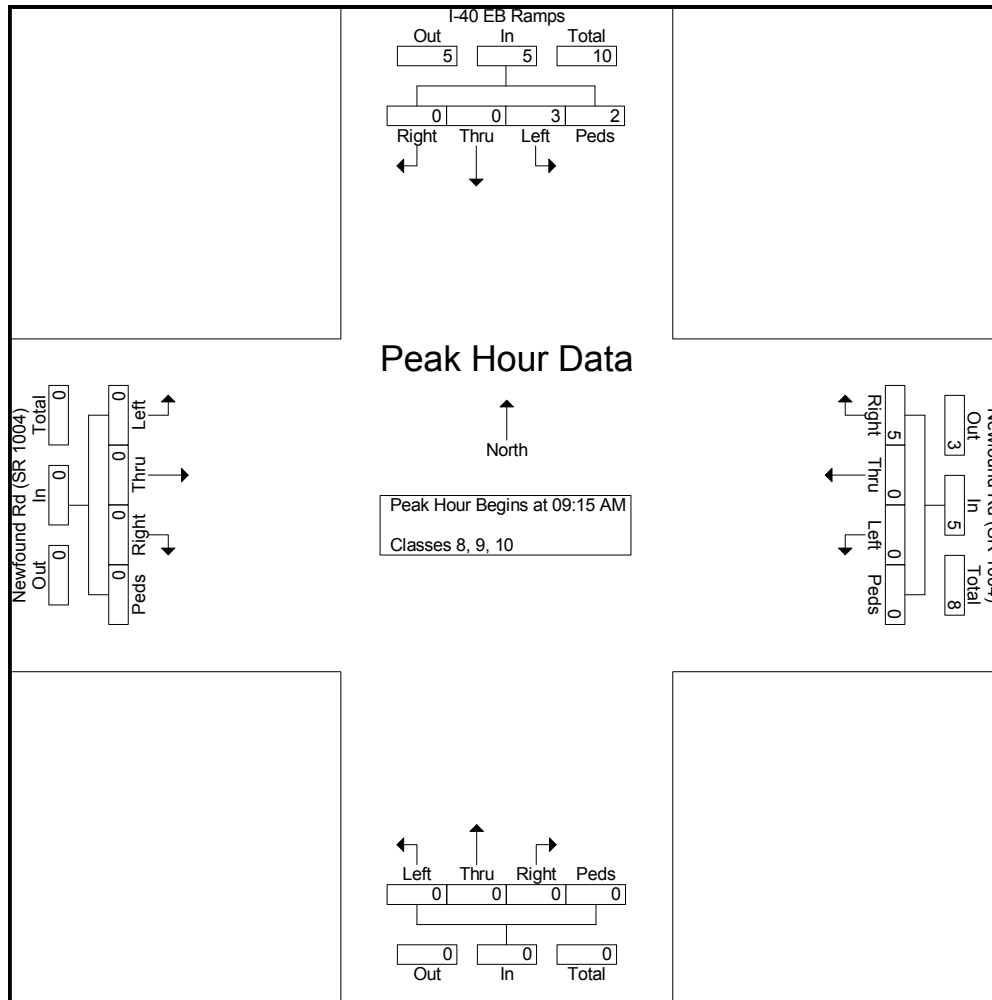 I-40 EB Ramps
Out In Total
5 5 10
0 0 3 2
Right Thru Left Peds
Peak Hour Data
North
Peak Hour Begins at 09:15 AM
Classes 8, 9, 10
Newfound Rd (SR 1004)
Total In Out
0 0 0
0 0 0 0
Left Thru Right Peds
Right Thru Left Peds
5 0 0 0
Out In Total
3 5 8
Newfound Rd (SR 1004)
Left Thru Right Peds
0 0 0 0
0 0 0
Out In Total